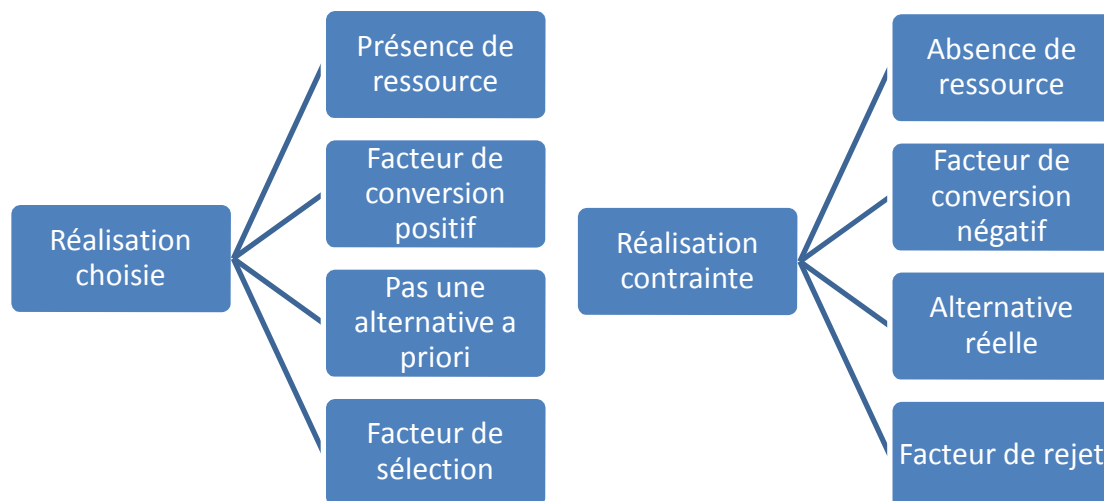 Réalisation
choisie
Présence de
ressource
Facteur de
conversion
positif
Pas une
alternative a
priori
Facteur de
sélection
Réalisation
contrainte
Absence de
ressource
Facteur de
conversion
négatif
Alternative
réelle
Facteur de rejet